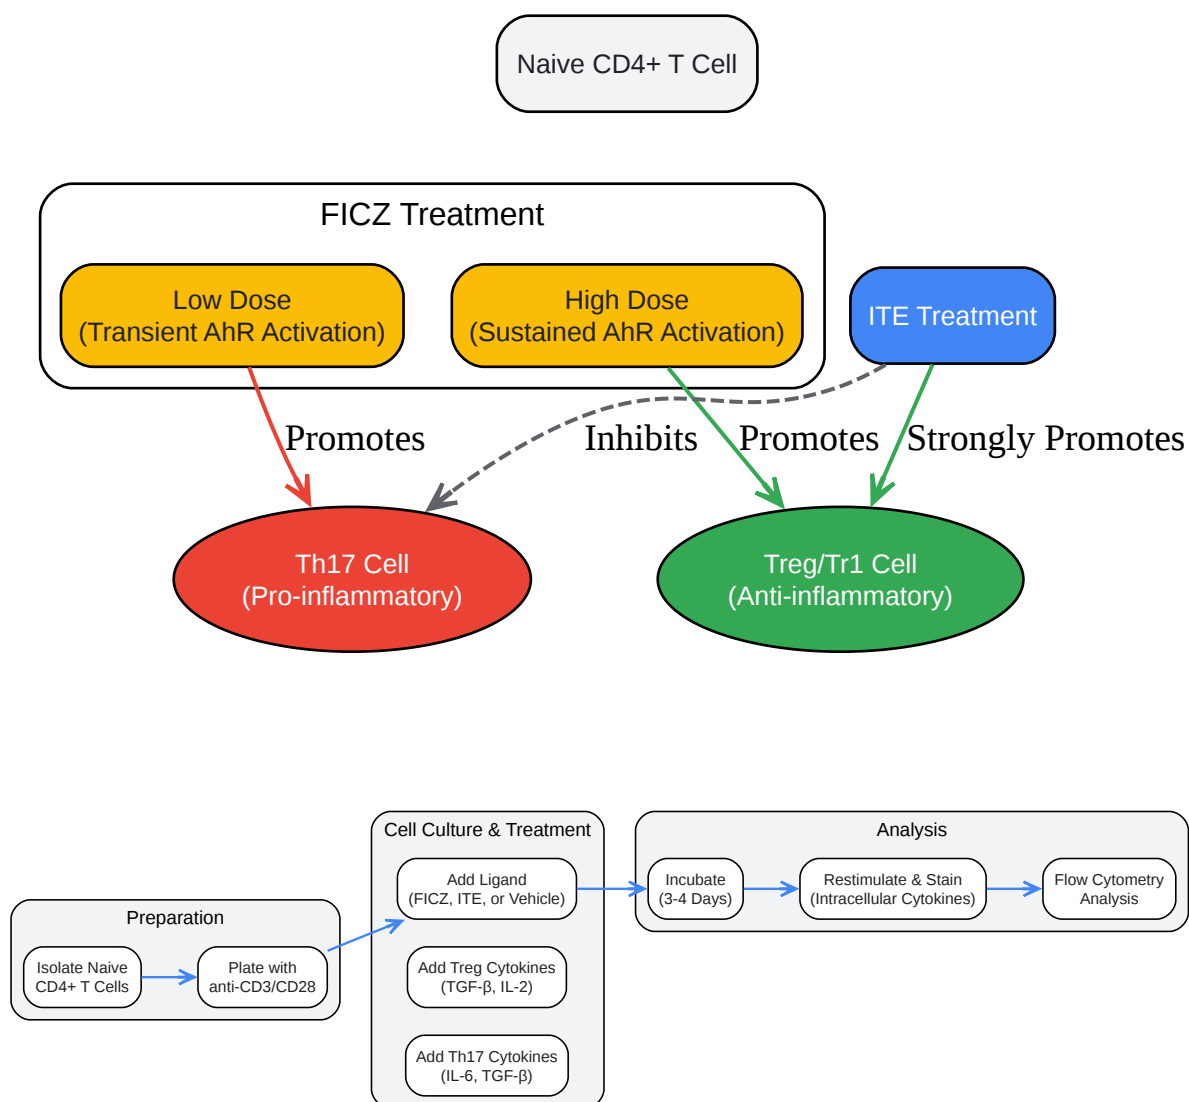 Naive CD4+ T Cell
FICZ Treatment
Low Dose
(Transient AhR Activation)
High Dose
(Sustained AhR Activation)
ITE Treatment
Promotes
Inhibits
Promotes
Strongly Promotes
Th17 Cell
(Pro-inflammatory)
Treg/Tr1 Cell
(Anti-inflammatory)
Preparation
Isolate Naive
CD4+ T Cells
Plate with
anti-CD3/CD28
Cell Culture & Treatment
Add Ligand
(FICZ, ITE, or Vehicle)
Add Treg Cytokines
(TGF-β, IL-2)
Add Th17 Cytokines
(IL-6, TGF-β)
Analysis
Incubate
(3-4 Days)
Restimulate & Stain
(Intracellular Cytokines)
Flow Cytometry
Analysis